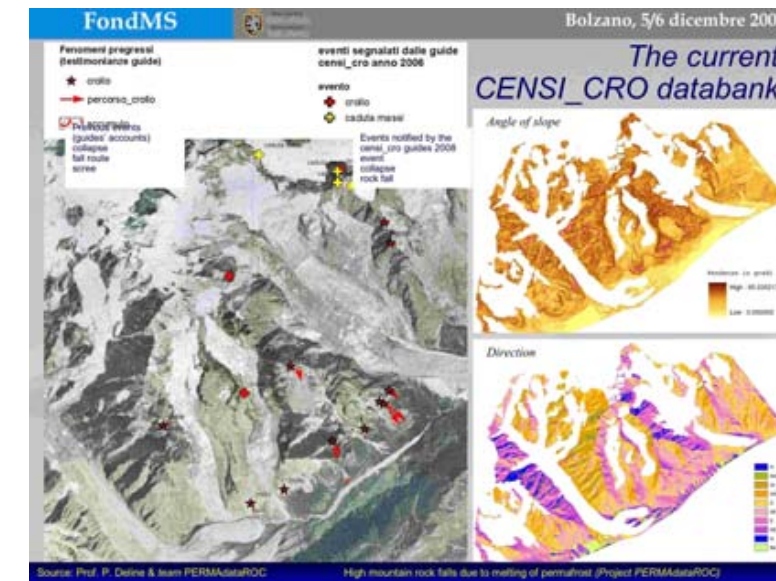 FondMS
Bolzano, 5/6 dicembre 200
The current
CENSI_CRO databank
Fenomeni pregressi
(testimonianze guide)
crollo
percorso_crollo
accumulo
Previous events
(guides' accounts)
collapse
fall route
scree
eventi segnalati dalle guide
censi_cro anno 2006
evento
crollo
caduta massi
Events notified by the
censi_cro guides 2008
event
collapse
rock fall
Angle of slope
High
Low
Direction
Source: Prof. P. Deline & team PERMAdataROC
High mountain rock falls due to melting of permafrost (Project PERMAdataROC)